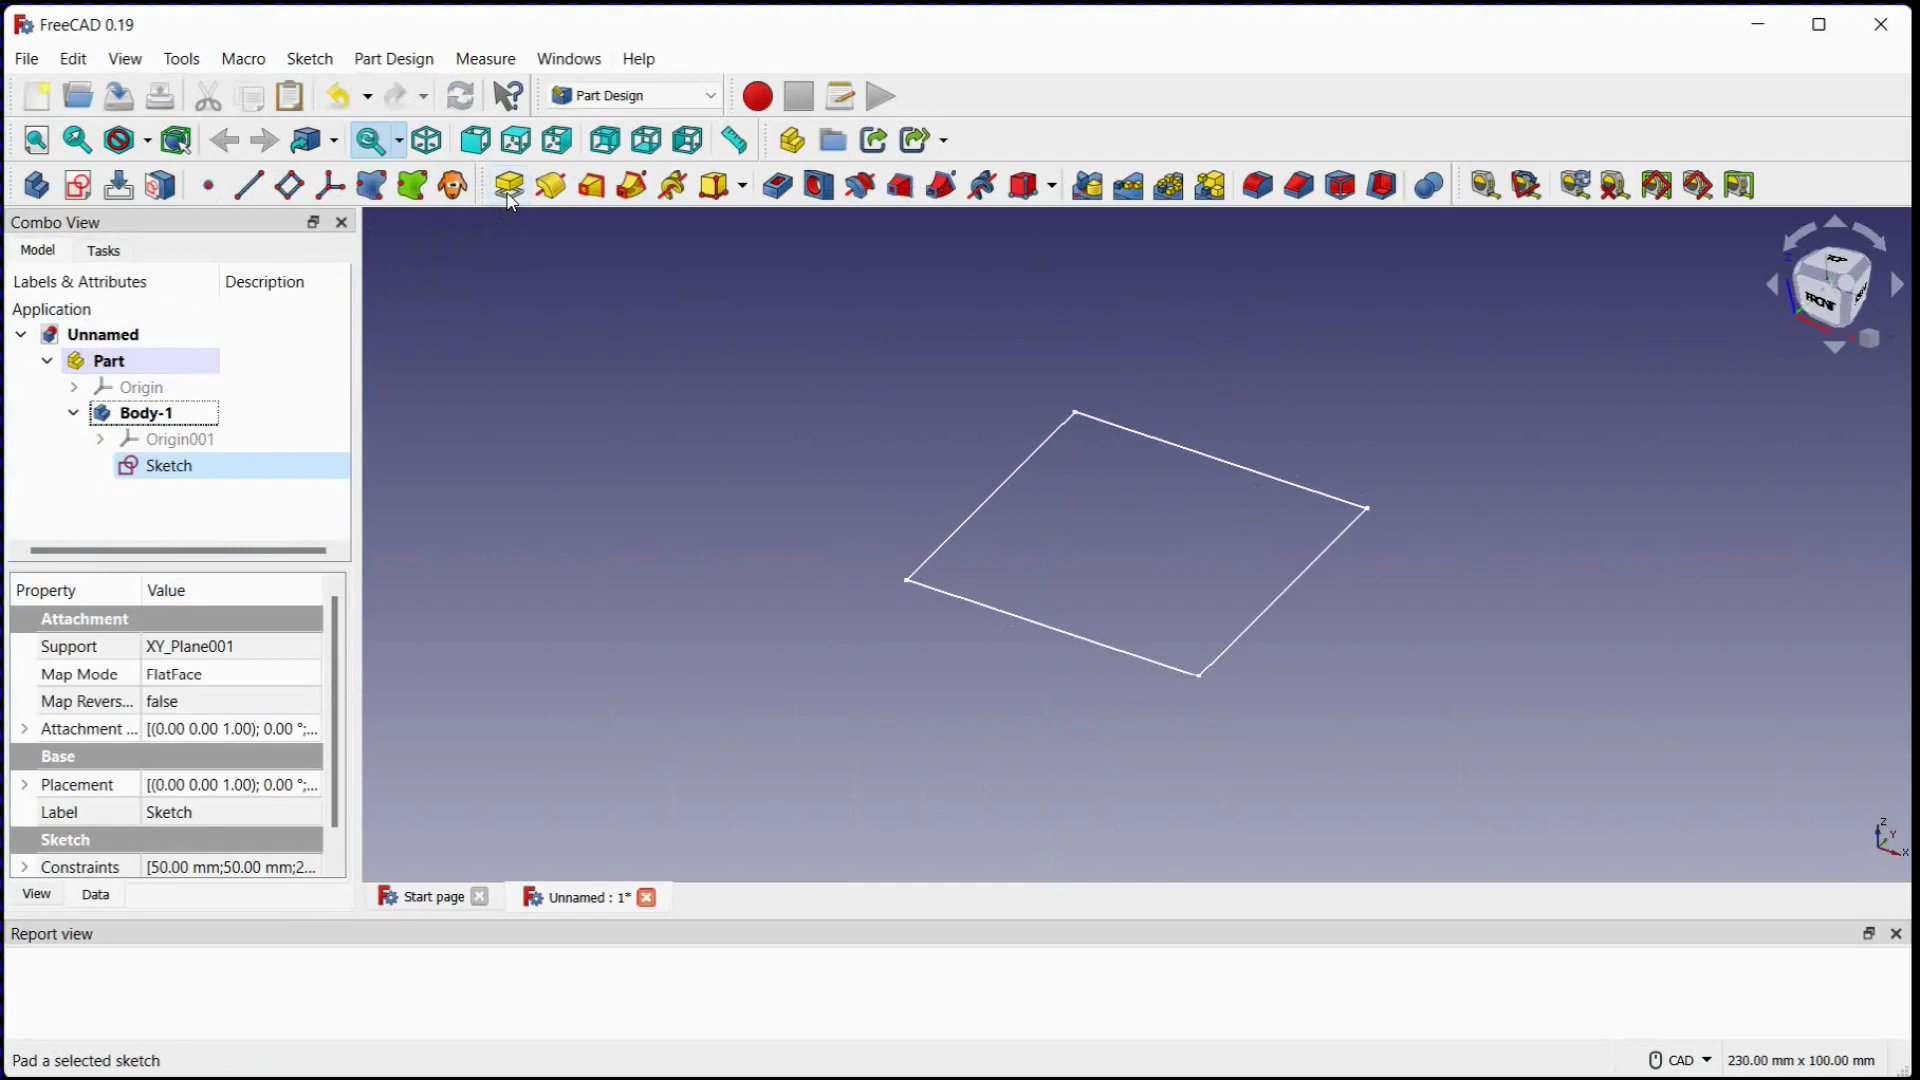 FreeCAD 0.19
File Edit View Tools Macro Sketch Part Design Measure Windows Help
Part Design
Combo View
Model Tasks
Labels & Attributes Description
Application
Unnamed
Part
Origin
Body-1
Origin001
Sketch
Property Value
Attachment
Support XY_Plane001
Map Mode FlatFace
Map Revers... false
Attachment ... [(0.00 0.00 1.00); 0.00 °;...
Base
Placement [(0.00 0.00 1.00); 0.00 °;...
Label Sketch
Sketch
Constraints [50.00 mm;50.00 mm;2...
View Data
TOP
FRONT
Z
Y
X
Start page
Unnamed : 1*
Report view
Pad a selected sketch
CAD
230.00 mm x 100.00 mm